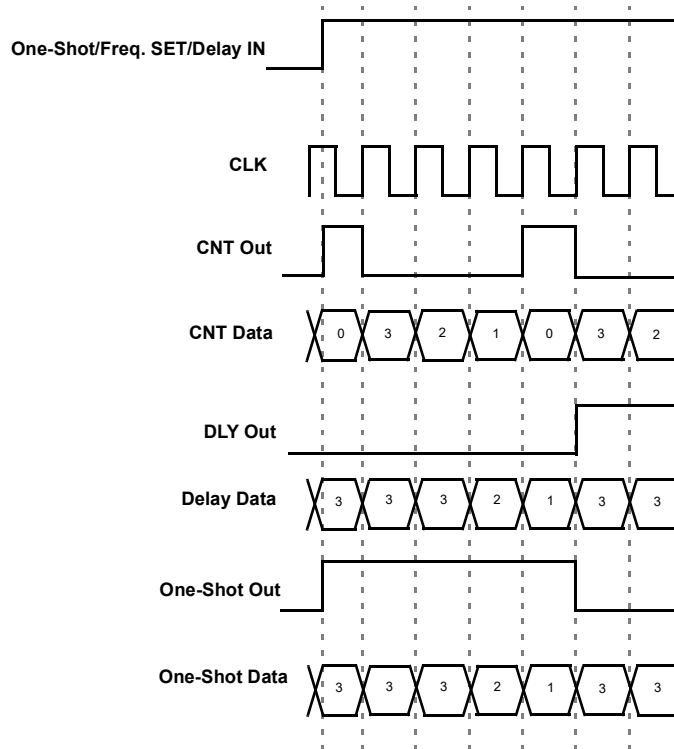 One-Shot/Freq. SET/Delay IN
CLK
CNT Out
CNT Data
0 3 2 1 0 3 2
DLY Out
Delay Data
3 3 3 2 1 3 3
One-Shot Out
One-Shot Data
3 3 3 2 1 3 3